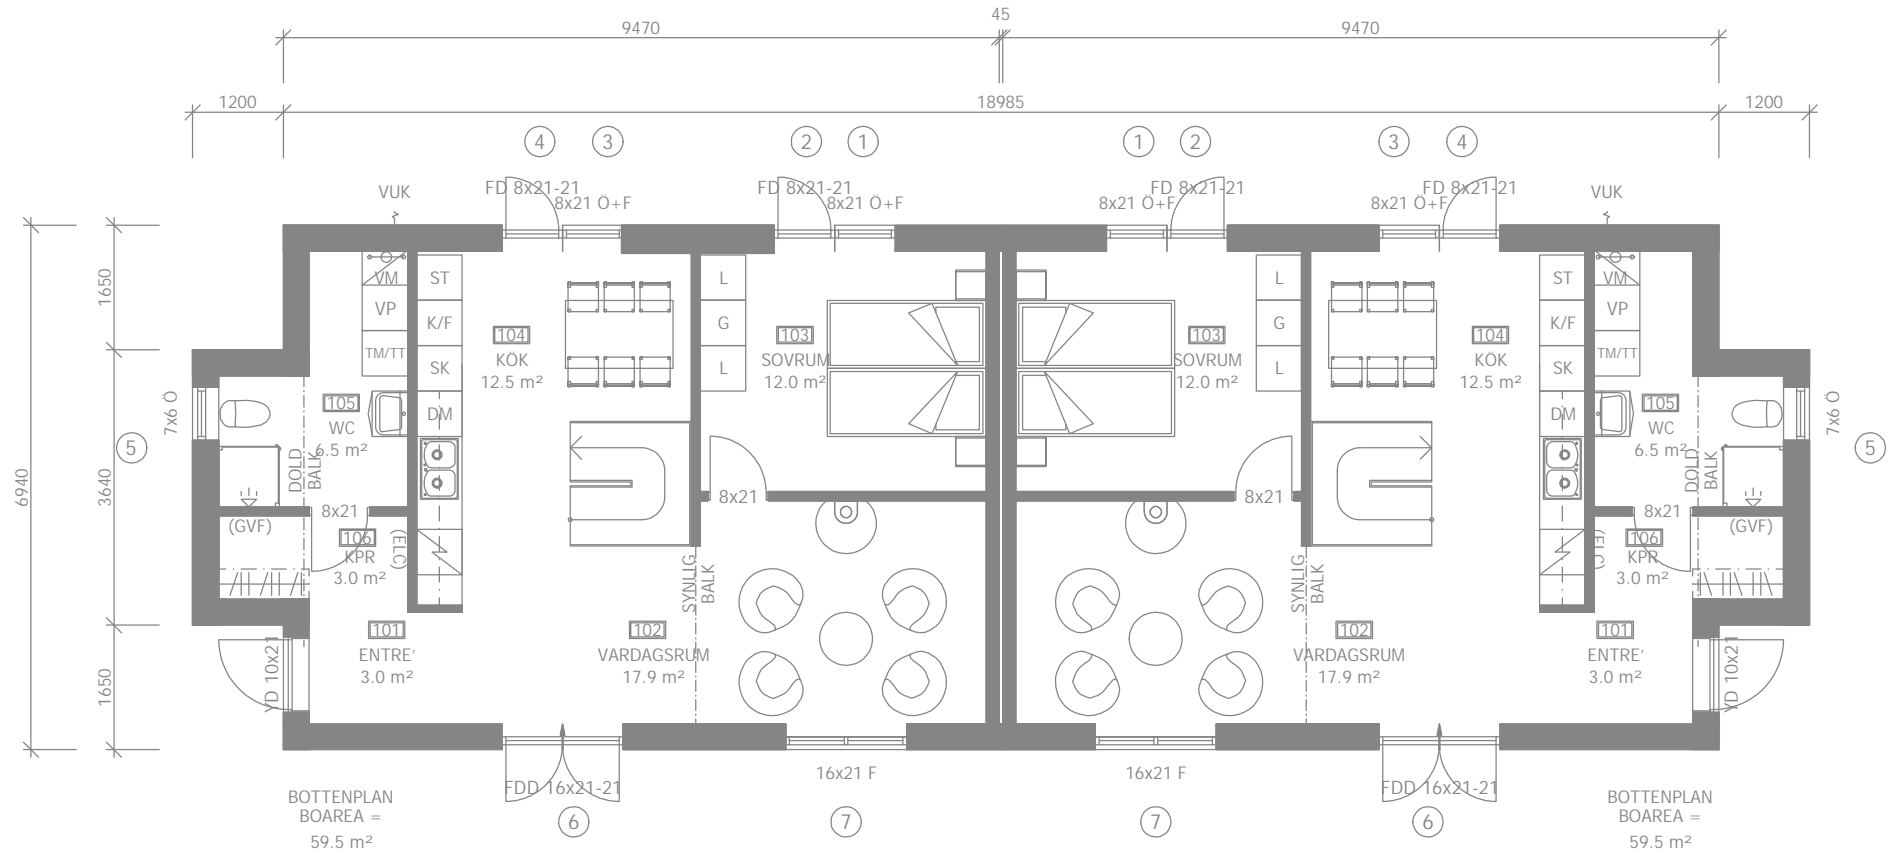 45
9470
9470
1200
18985
1200
4
3
2
1
1
2
3
4
VUK
FD 8x21-21
8x21 Ö+F
FD 8x21-21
8x21 Ö+F
8x21 Ö+F
FD 8x21-21
8x21 Ö+F
FD 8x21-21
VUK
6940
1650
3640
1650
5
7x6 Ö
VM
VP
TM/TT
ST
K/F
SK
DM
104
KÖK
12.5 m²
L
G
L
103
SOVRUM
12.0 m²
105
WC
6.5 m²
DOLD
BALK
8x21
(GVF)
106
KPR
3.0 m²
(ELC)
8x21
SYNLIG
BALK
101
ENTRE'
3.0 m²
102
VARDAGSRUM
17.9 m²
YD 10x21
103
SOVRUM
12.0 m²
L
G
L
104
KÖK
12.5 m²
ST
K/F
SK
DM
VM
VP
TM/TT
105
WC
6.5 m²
DOLD
BALK
7x6 Ö
5
8x21
8x21
(GVF)
106
KPR
3.0 m²
(ELC)
SYNLIG
BALK
102
VARDAGSRUM
17.9 m²
101
ENTRE'
3.0 m²
YD 10x21
FDD 16x21-21
16x21 F
16x21 F
FDD 16x21-21
6
7
7
6
BOTTENPLAN
BOAREA =
59.5 m²
BOTTENPLAN
BOAREA =
59.5 m²